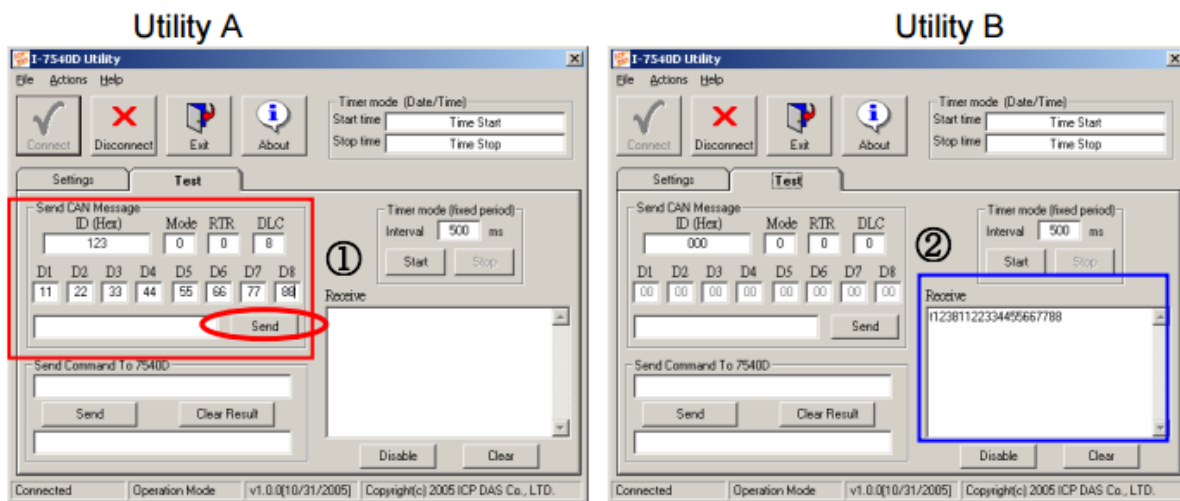 Utility A
I-7540D Utility
File Actions Help
Connect Disconnect Exit About
Timer mode (Date/Time)
Start time Time Start
Stop time Time Stop
Settings Test
Send CAN Message
ID (Hex) Mode RTR DLC
123 0 0 8
D1 D2 D3 D4 D5 D6 D7 D8
11 22 33 44 55 66 77 88
Send
①
Timer mode (fixed period)
Interval 500 ms
Start Stop
Receive
Send Command To 7540D
Send Clear Result
Disable Clear
Connected Operation Mode v1.0.0[10/31/2005] Copyright(c) 2005 ICP DAS Co., LTD.
Utility B
I-7540D Utility
File Actions Help
Connect Disconnect Exit About
Timer mode (Date/Time)
Start time Time Start
Stop time Time Stop
Settings Test
Send CAN Message
ID (Hex) Mode RTR DLC
000 0 0 0
D1 D2 D3 D4 D5 D6 D7 D8
00 00 00 00 00 00 00 00
Send
②
Timer mode (fixed period)
Interval 500 ms
Start Stop
Receive
t12381122334455667788
Send Command To 7540D
Send Clear Result
Disable Clear
Connected Operation Mode v1.0.0[10/31/2005] Copyright(c) 2005 ICP DAS Co., LTD.